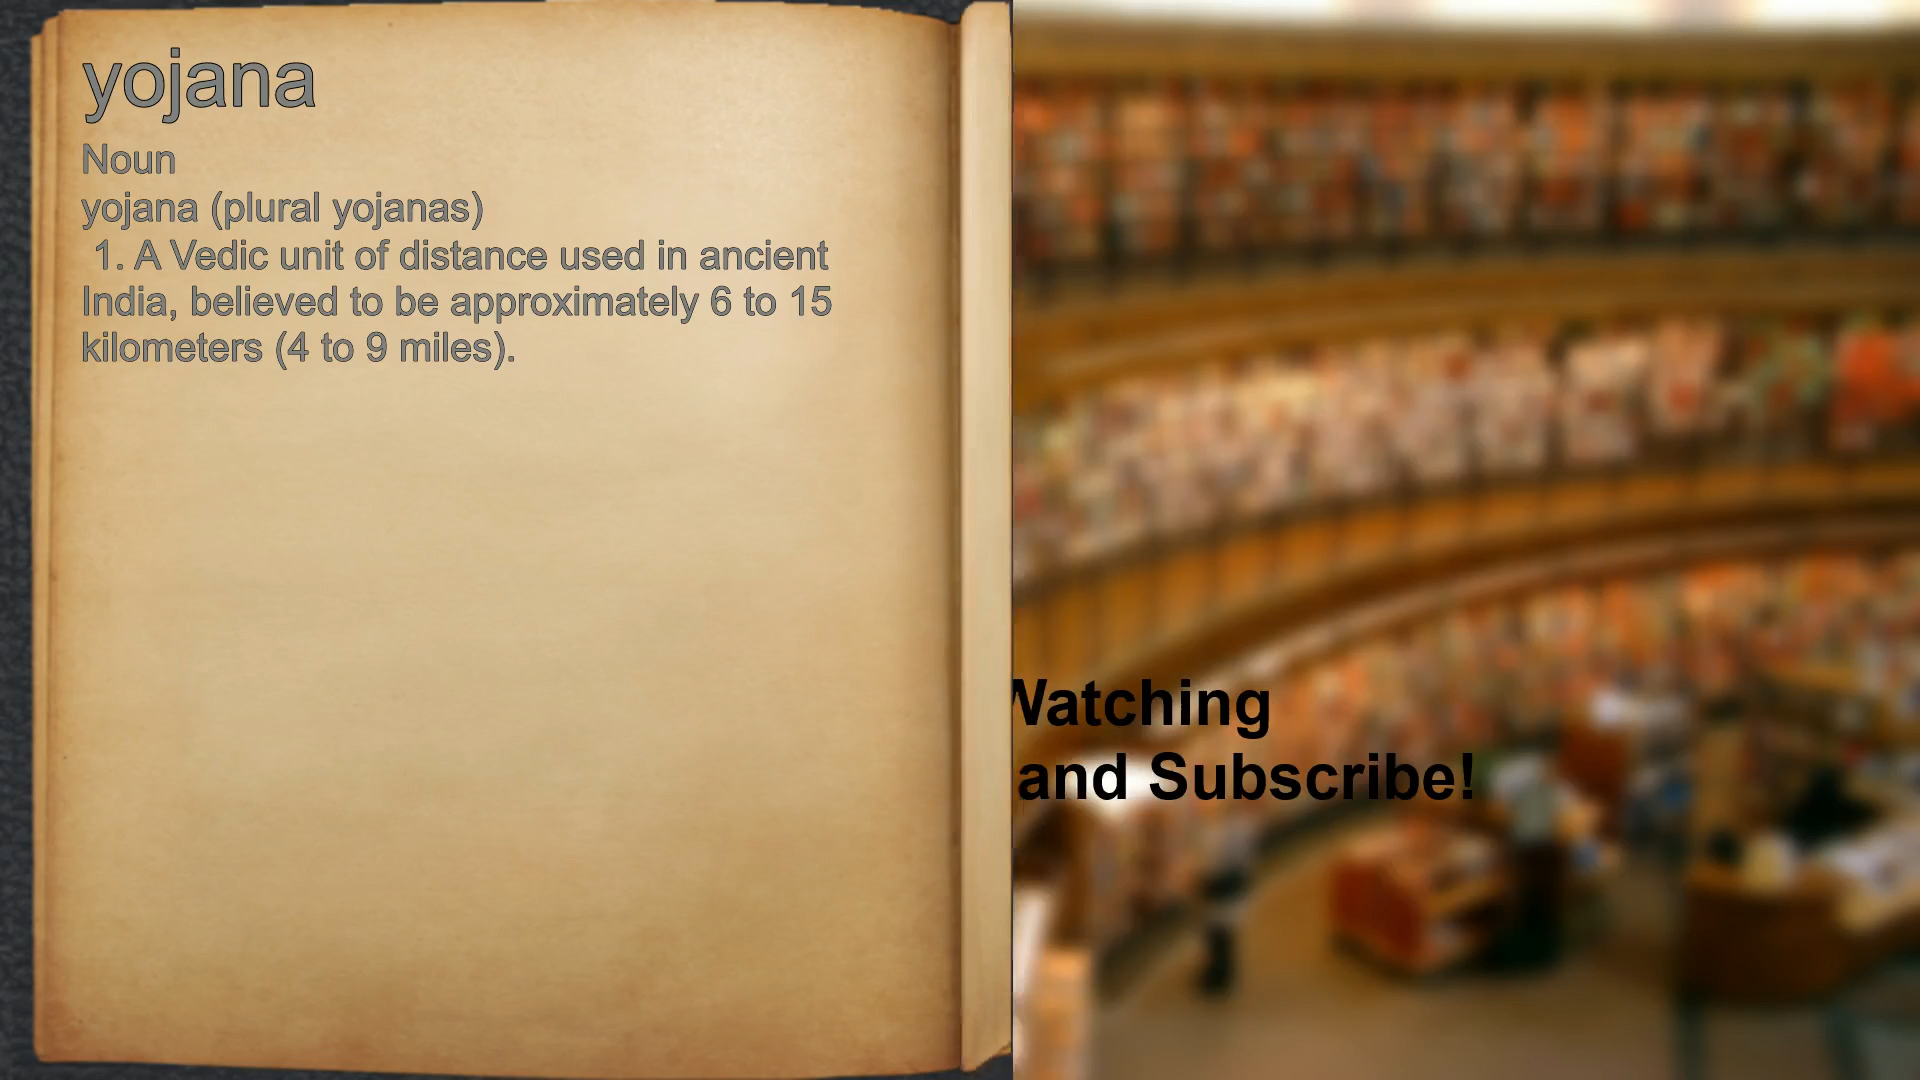 yojana
Noun
yojana (plural yojanas)
1. A Vedic unit of distance used in ancient
India, believed to be approximately 6 to 15
kilometers (4 to 9 miles).
Watching
and Subscribe!